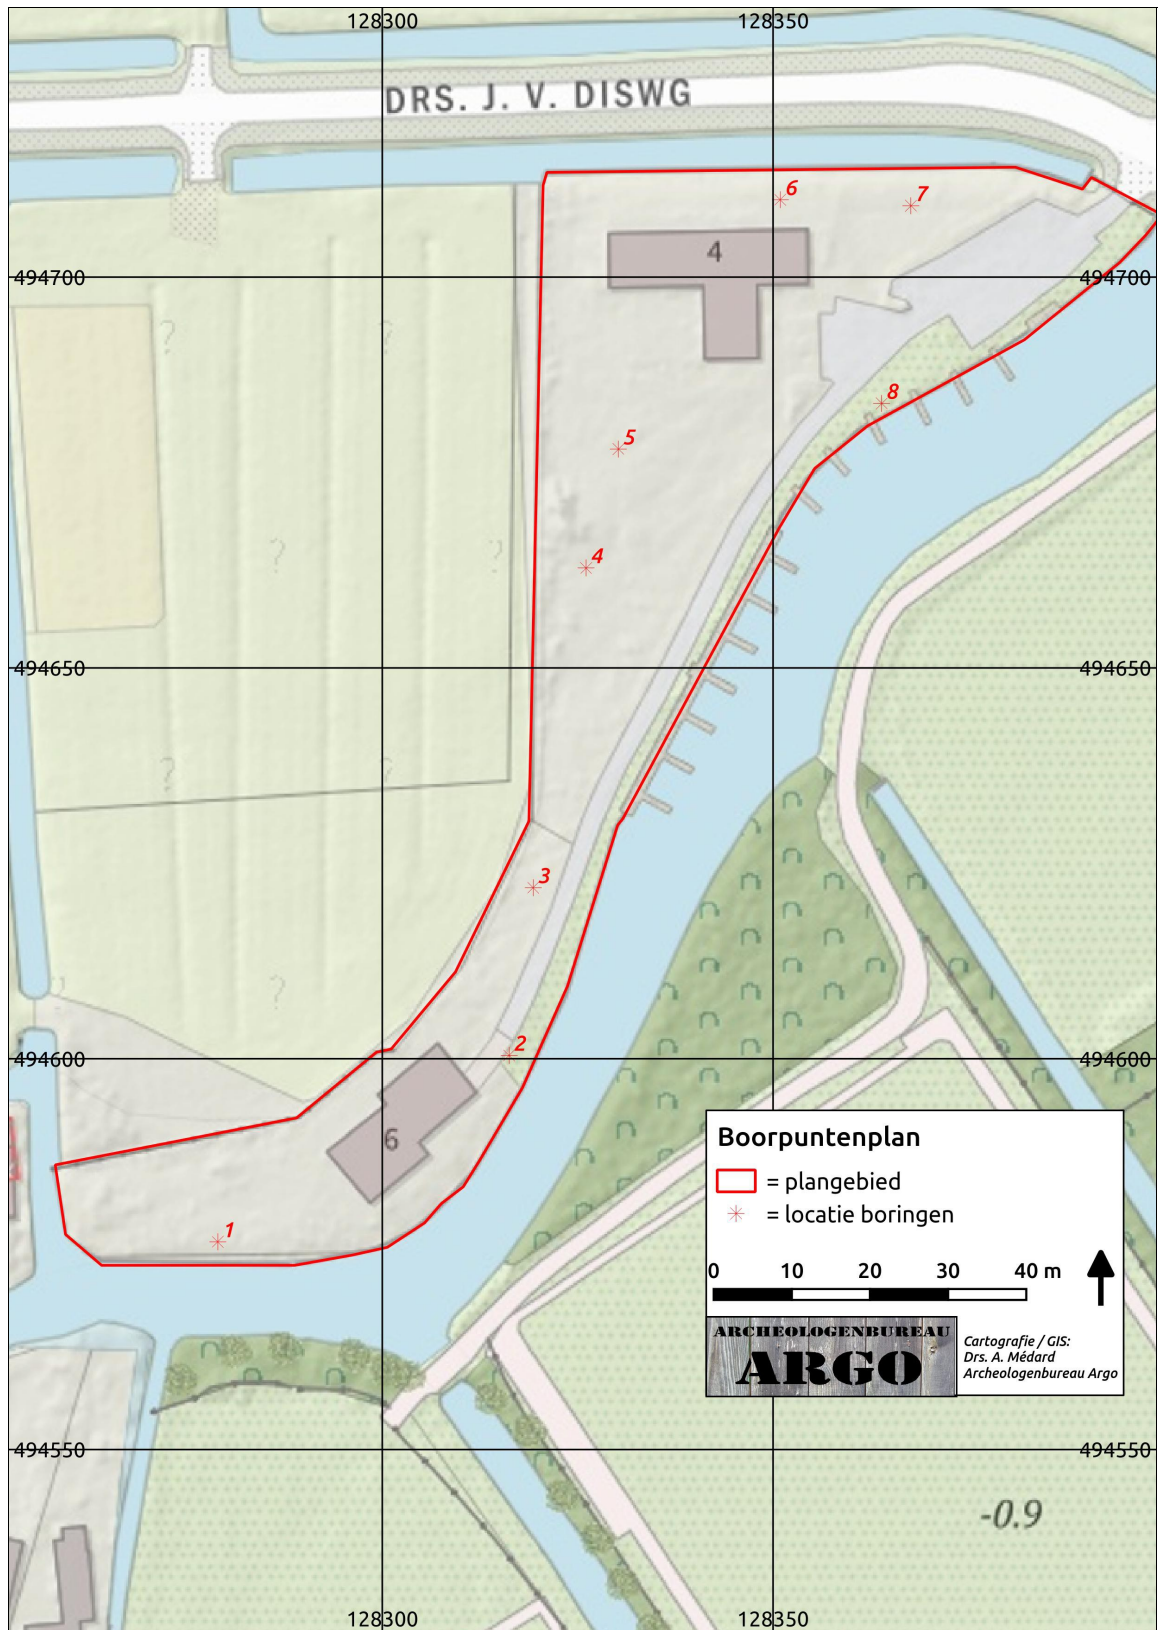 128300 128350
DRS. J. V. DISWG
6
7
4
494700 494700
?
?
8
5
?
?
4
494650 494650
?
?
3
?
2
494600 494600
6
1
Boorpuntenplan
= plangebied
= locatie boringen
0 10 20 30 40 m
ARCHEOLOGENBUREAU
ARGO
Cartografie / GIS:
Drs. A. Médard
Archeologenbureau Argo
494550 494550
-0.9
128300 128350